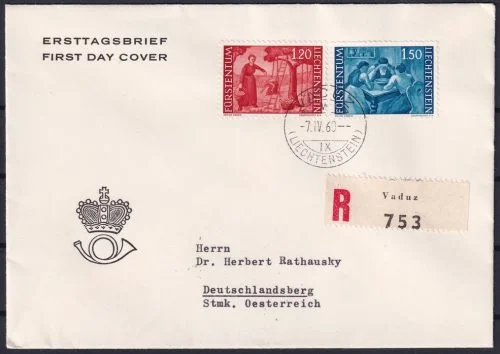 ERSTTAGSBRIEF
FIRST DAY COVER
1.20
FÜRSTENTUM
LIECHTENSTEIN
1.50
FÜRSTENTUM
LIECHTENSTEIN
-7.IV.60--
IX
(LIECHTENSTEIN)
R
Vaduz
753
Herrn
Dr. Herbert Rathausky
Deutschlandsberg
Stmk. Oesterreich